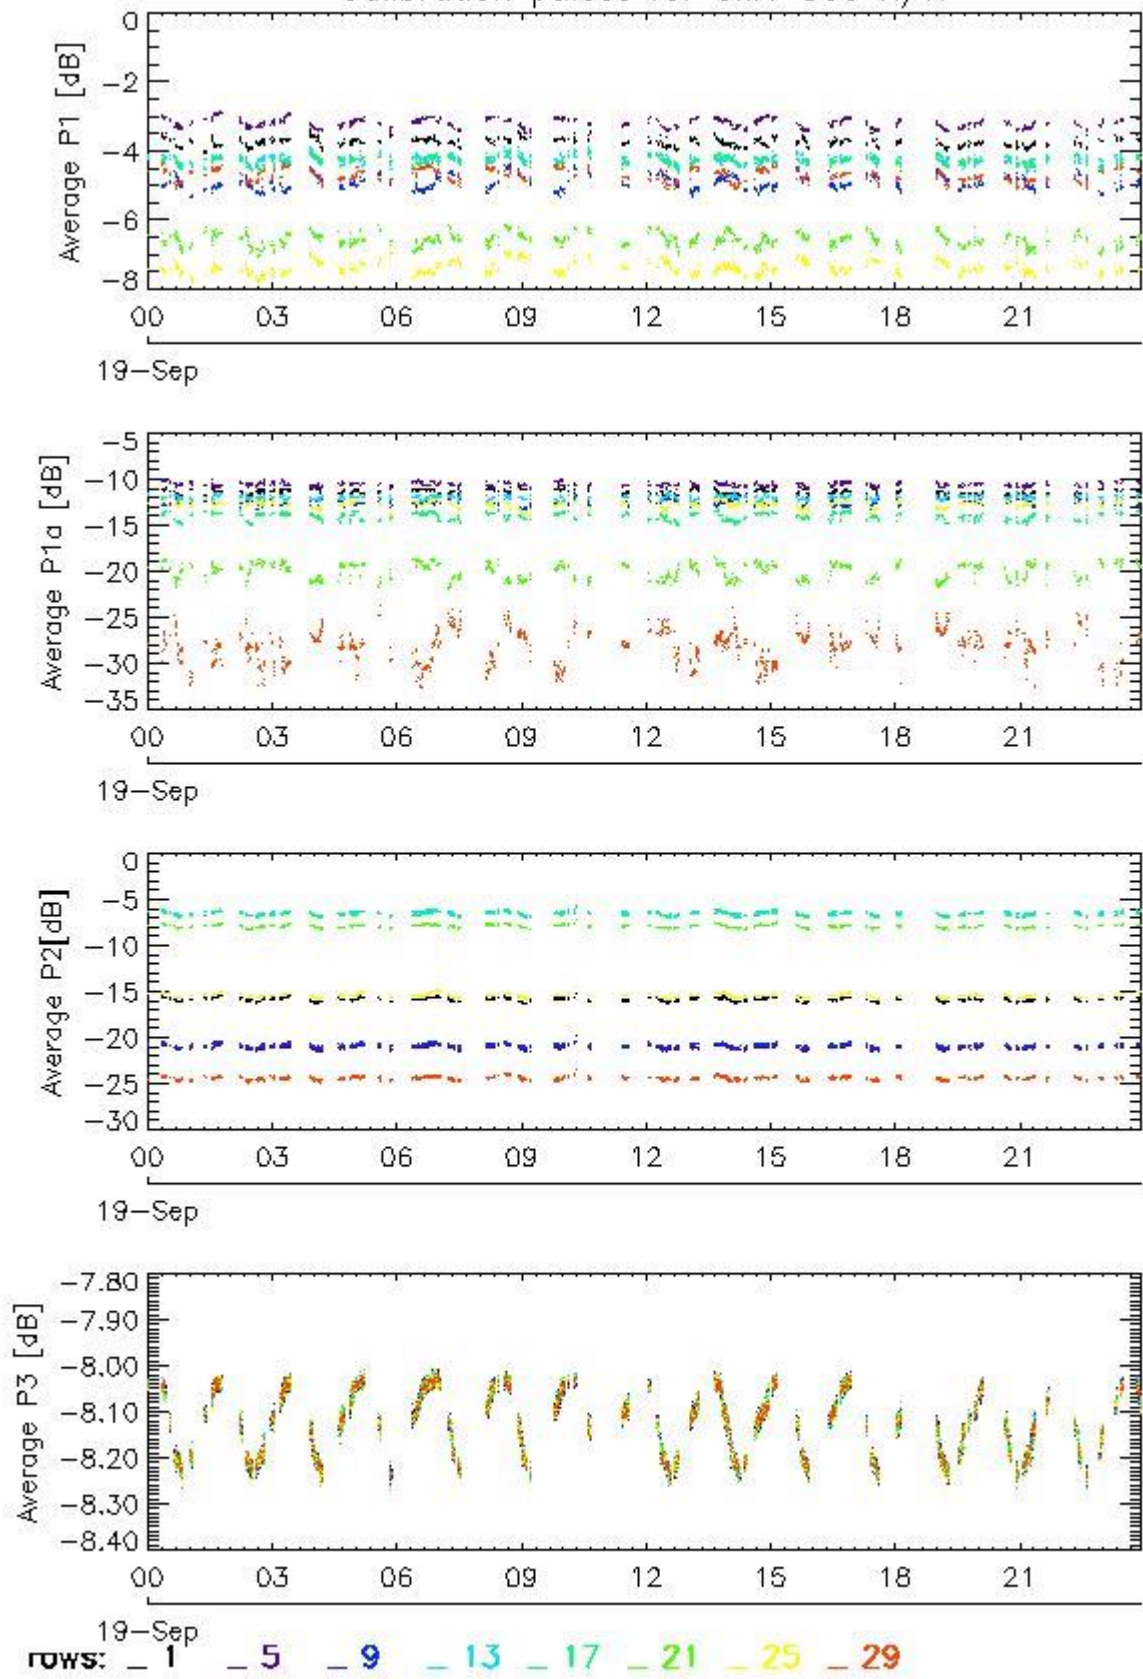 Average P1 [dB]
0
−2
−4
−6
−8
00 03 06 09 12 15 18 21
19−Sep
Average P1a [dB]
−5
−10
−15
−20
−25
−30
−35
00 03 06 09 12 15 18 21
19−Sep
Average P2[dB]
0
−5
−10
−15
−20
−25
−30
00 03 06 09 12 15 18 21
19−Sep
Average P3 [dB]
−7.80
−7.90
−8.00
−8.10
−8.20
−8.30
−8.40
00 03 06 09 12 15 18 21
19−Sep
rows: _ 1 _ 5 _ 9 _ 13 _ 17 _ 21 _ 25 _ 29